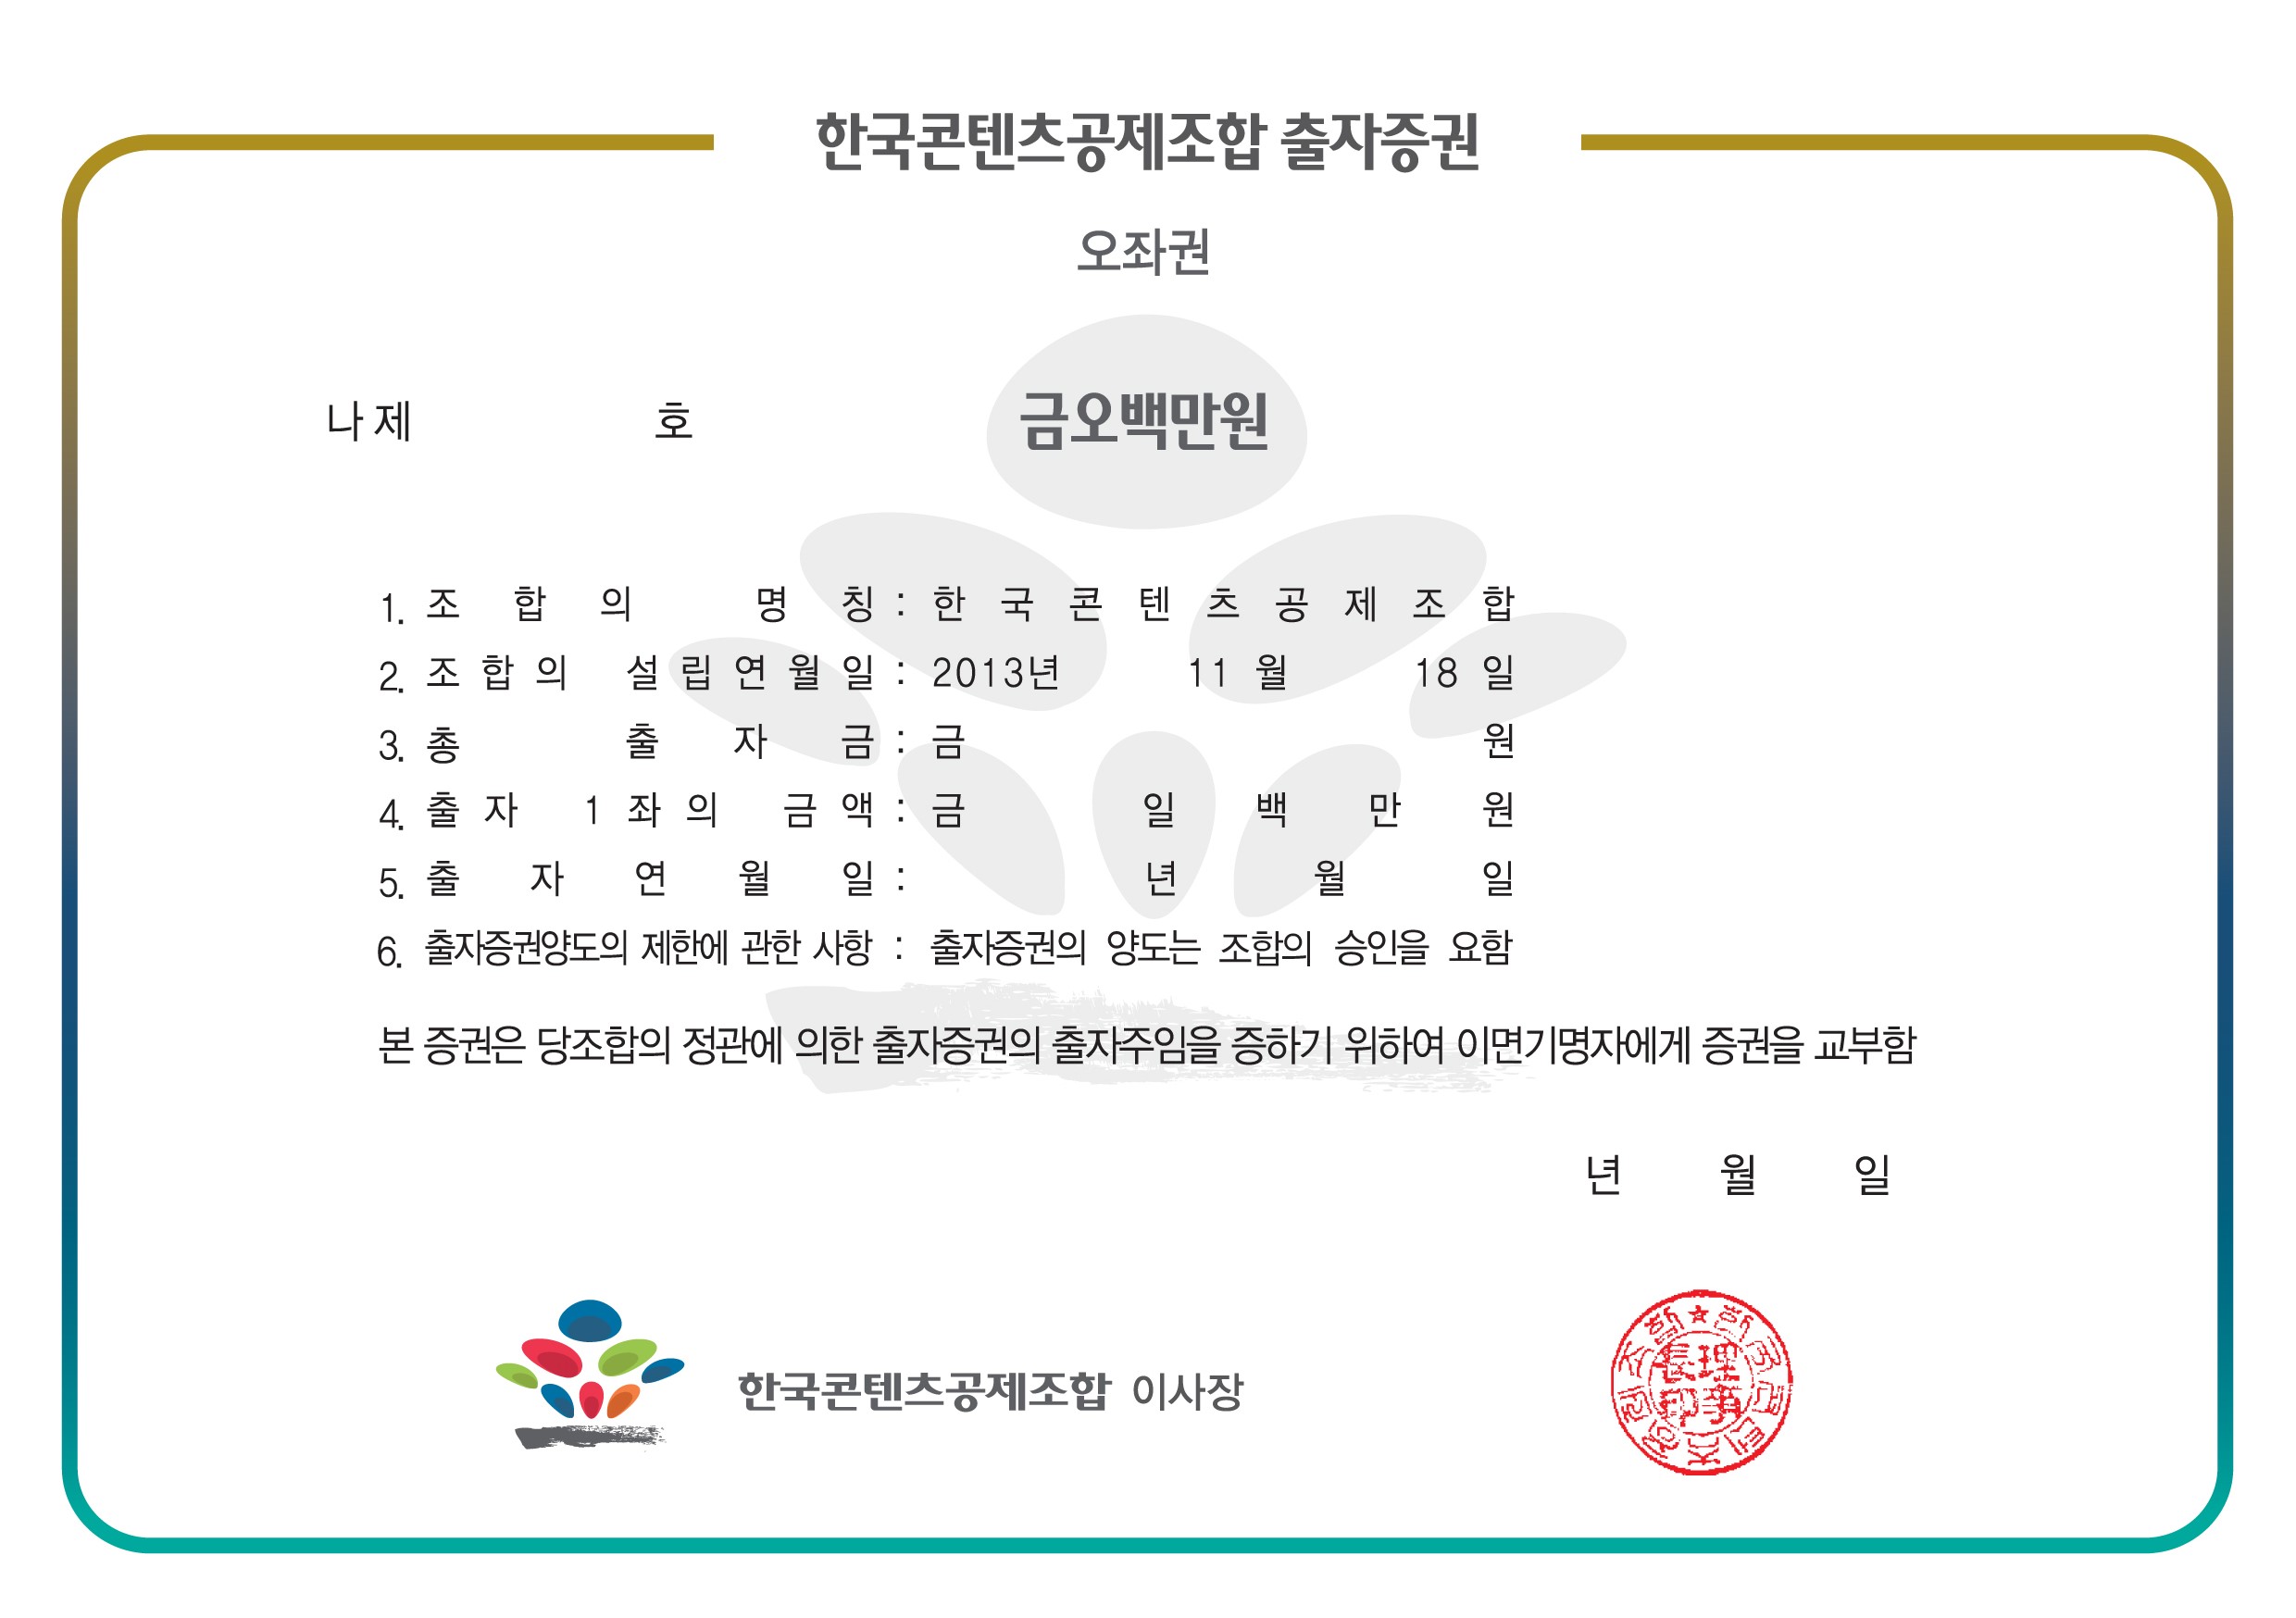 한국콘텐츠공제조합 출자증권
오좌권
나 제 호 금오백만원
1. 조 합 의 명 칭 : 한 국 콘 텐 츠 공 제 조 합
2. 조 합 의 설 립 연 월 일 : 2013년 11 월 18 일
3. 총 출 자 금 : 금 원
4. 출 자 1 좌 의 금 액 : 금 일 백 만 원
5. 출 자 연 월 일 : 년 월 일
6. 출자증권양도의 제한에 관한 사항 : 출자증권의 양도는 조합의 승인을 요함
본 증권은 당조합의 정관에 의한 출자증권의 출자주임을 증하기 위하여 이면기명자에게 증권을 교부함
년 월 일
한국콘텐츠공제조합 이사장